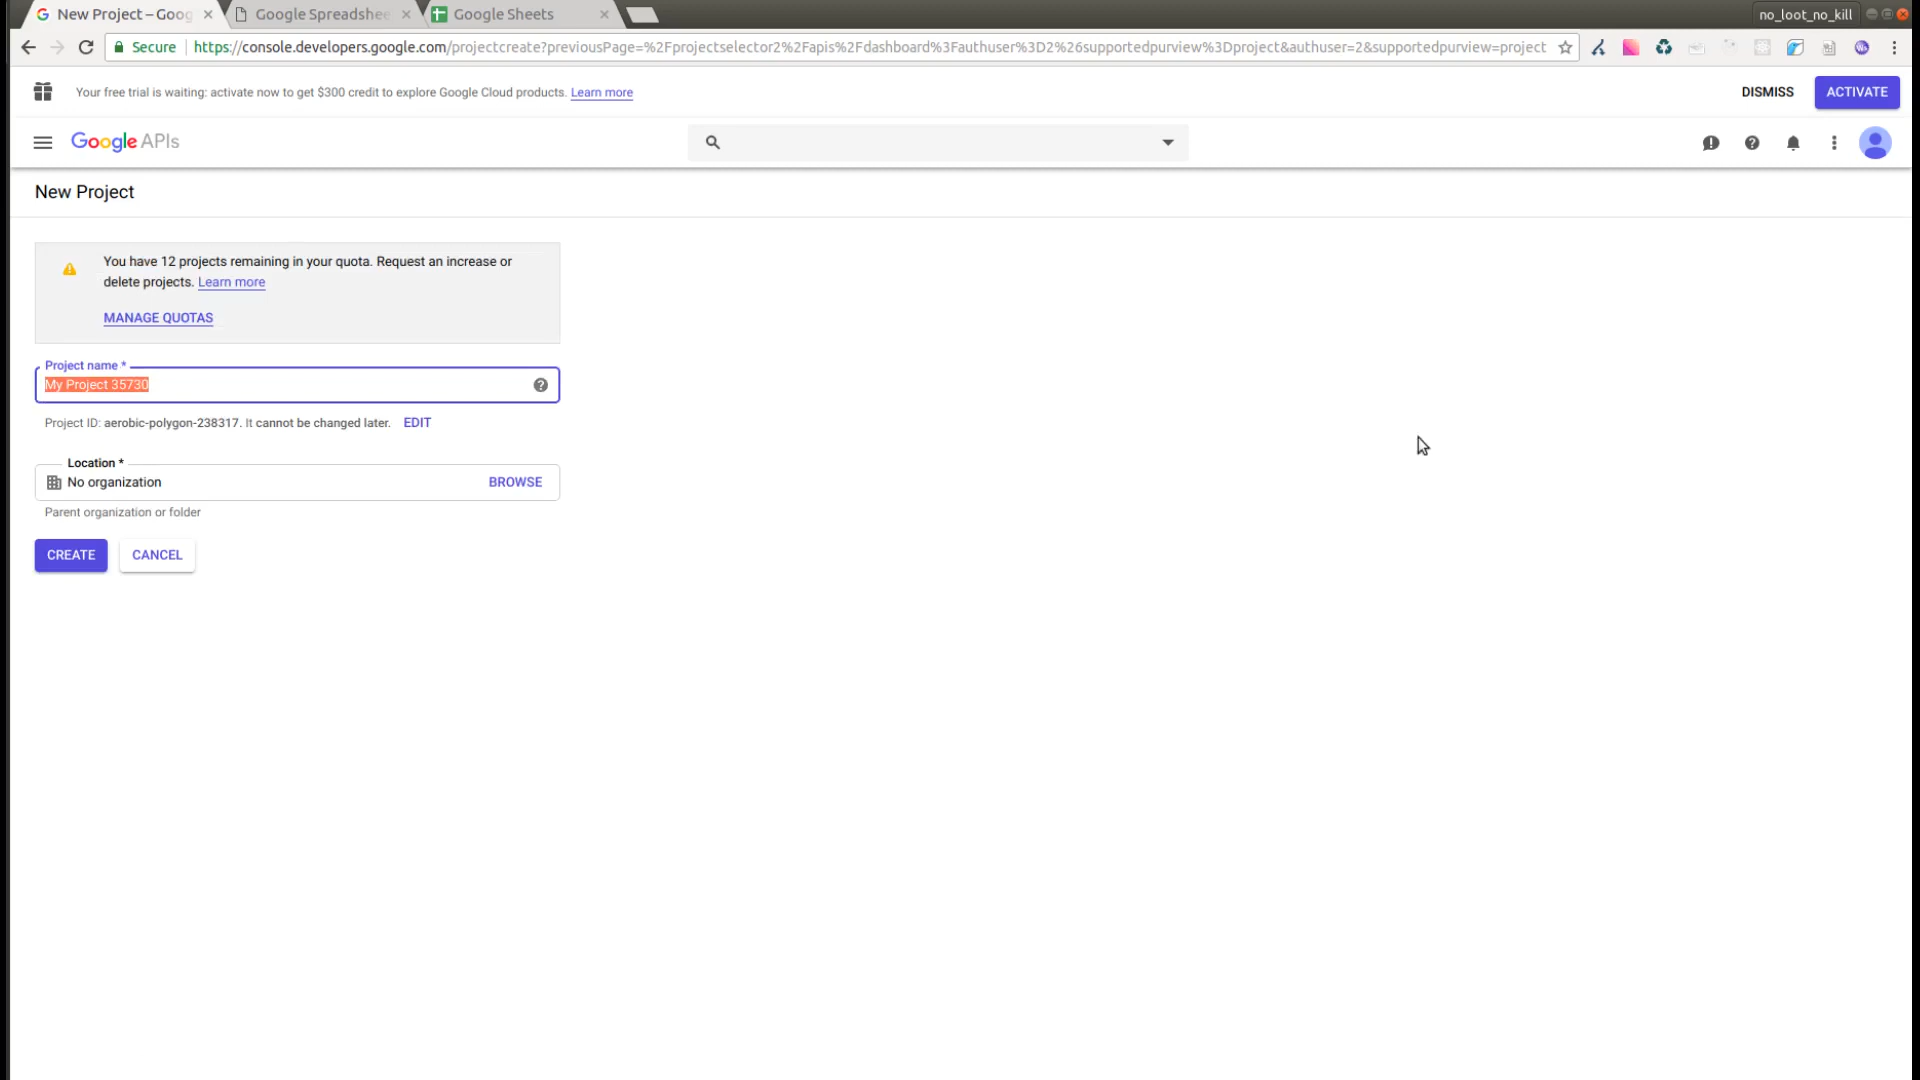 New Project – Goog
Google Spreadshee
Google Sheets
no_loot_no_kill
Secure
https://console.developers.google.com/projectcreate?previousPage=%2Fprojectselector2%2Fapis%2Fdashboard%3Fauthuser%3D2%26supportedpurview%3Dproject&authuser=2&supportedpurview=project
Your free trial is waiting: activate now to get $300 credit to explore Google Cloud products. Learn more
DISMISS
ACTIVATE
Google APIs
New Project
You have 12 projects remaining in your quota. Request an increase or
delete projects. Learn more
MANAGE QUOTAS
Project name *
My Project 35730
Project ID: aerobic-polygon-238317. It cannot be changed later. EDIT
Location *
No organization
BROWSE
Parent organization or folder
CREATE
CANCEL